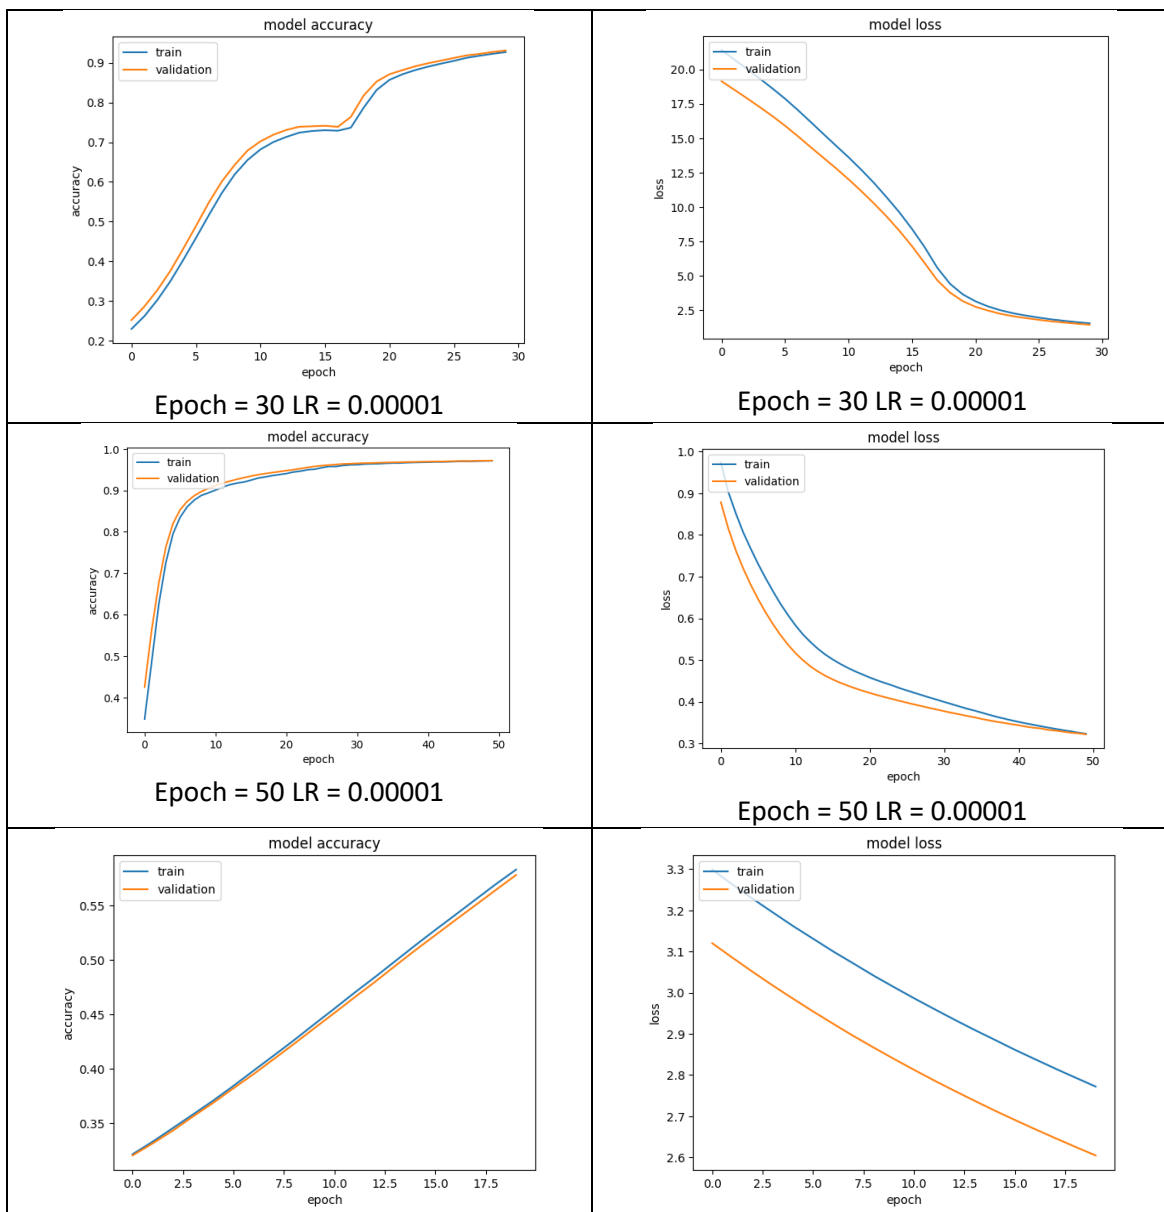 model accuracy
train
validation
0.9
0.8
0.7
0.6
0.5
0.4
0.3
0.2
accuracy
0 5 10 15 20 25 30
epoch
Epoch = 30 LR = 0.00001
model loss
train
validation
20.0
17.5
15.0
12.5
10.0
7.5
5.0
2.5
loss
0 5 10 15 20 25 30
epoch
Epoch = 30 LR = 0.00001
model accuracy
train
validation
1.0
0.9
0.8
0.7
0.6
0.5
0.4
accuracy
0 10 20 30 40 50
epoch
Epoch = 50 LR = 0.00001
model loss
train
validation
1.0
0.9
0.8
0.7
0.6
0.5
0.4
0.3
loss
0 10 20 30 40 50
epoch
Epoch = 50 LR = 0.00001
model accuracy
train
validation
0.55
0.50
0.45
0.40
0.35
accuracy
0.0 2.5 5.0 7.5 10.0 12.5 15.0 17.5
epoch
model loss
train
validation
3.3
3.2
3.1
3.0
2.9
2.8
2.7
2.6
loss
0.0 2.5 5.0 7.5 10.0 12.5 15.0 17.5
epoch